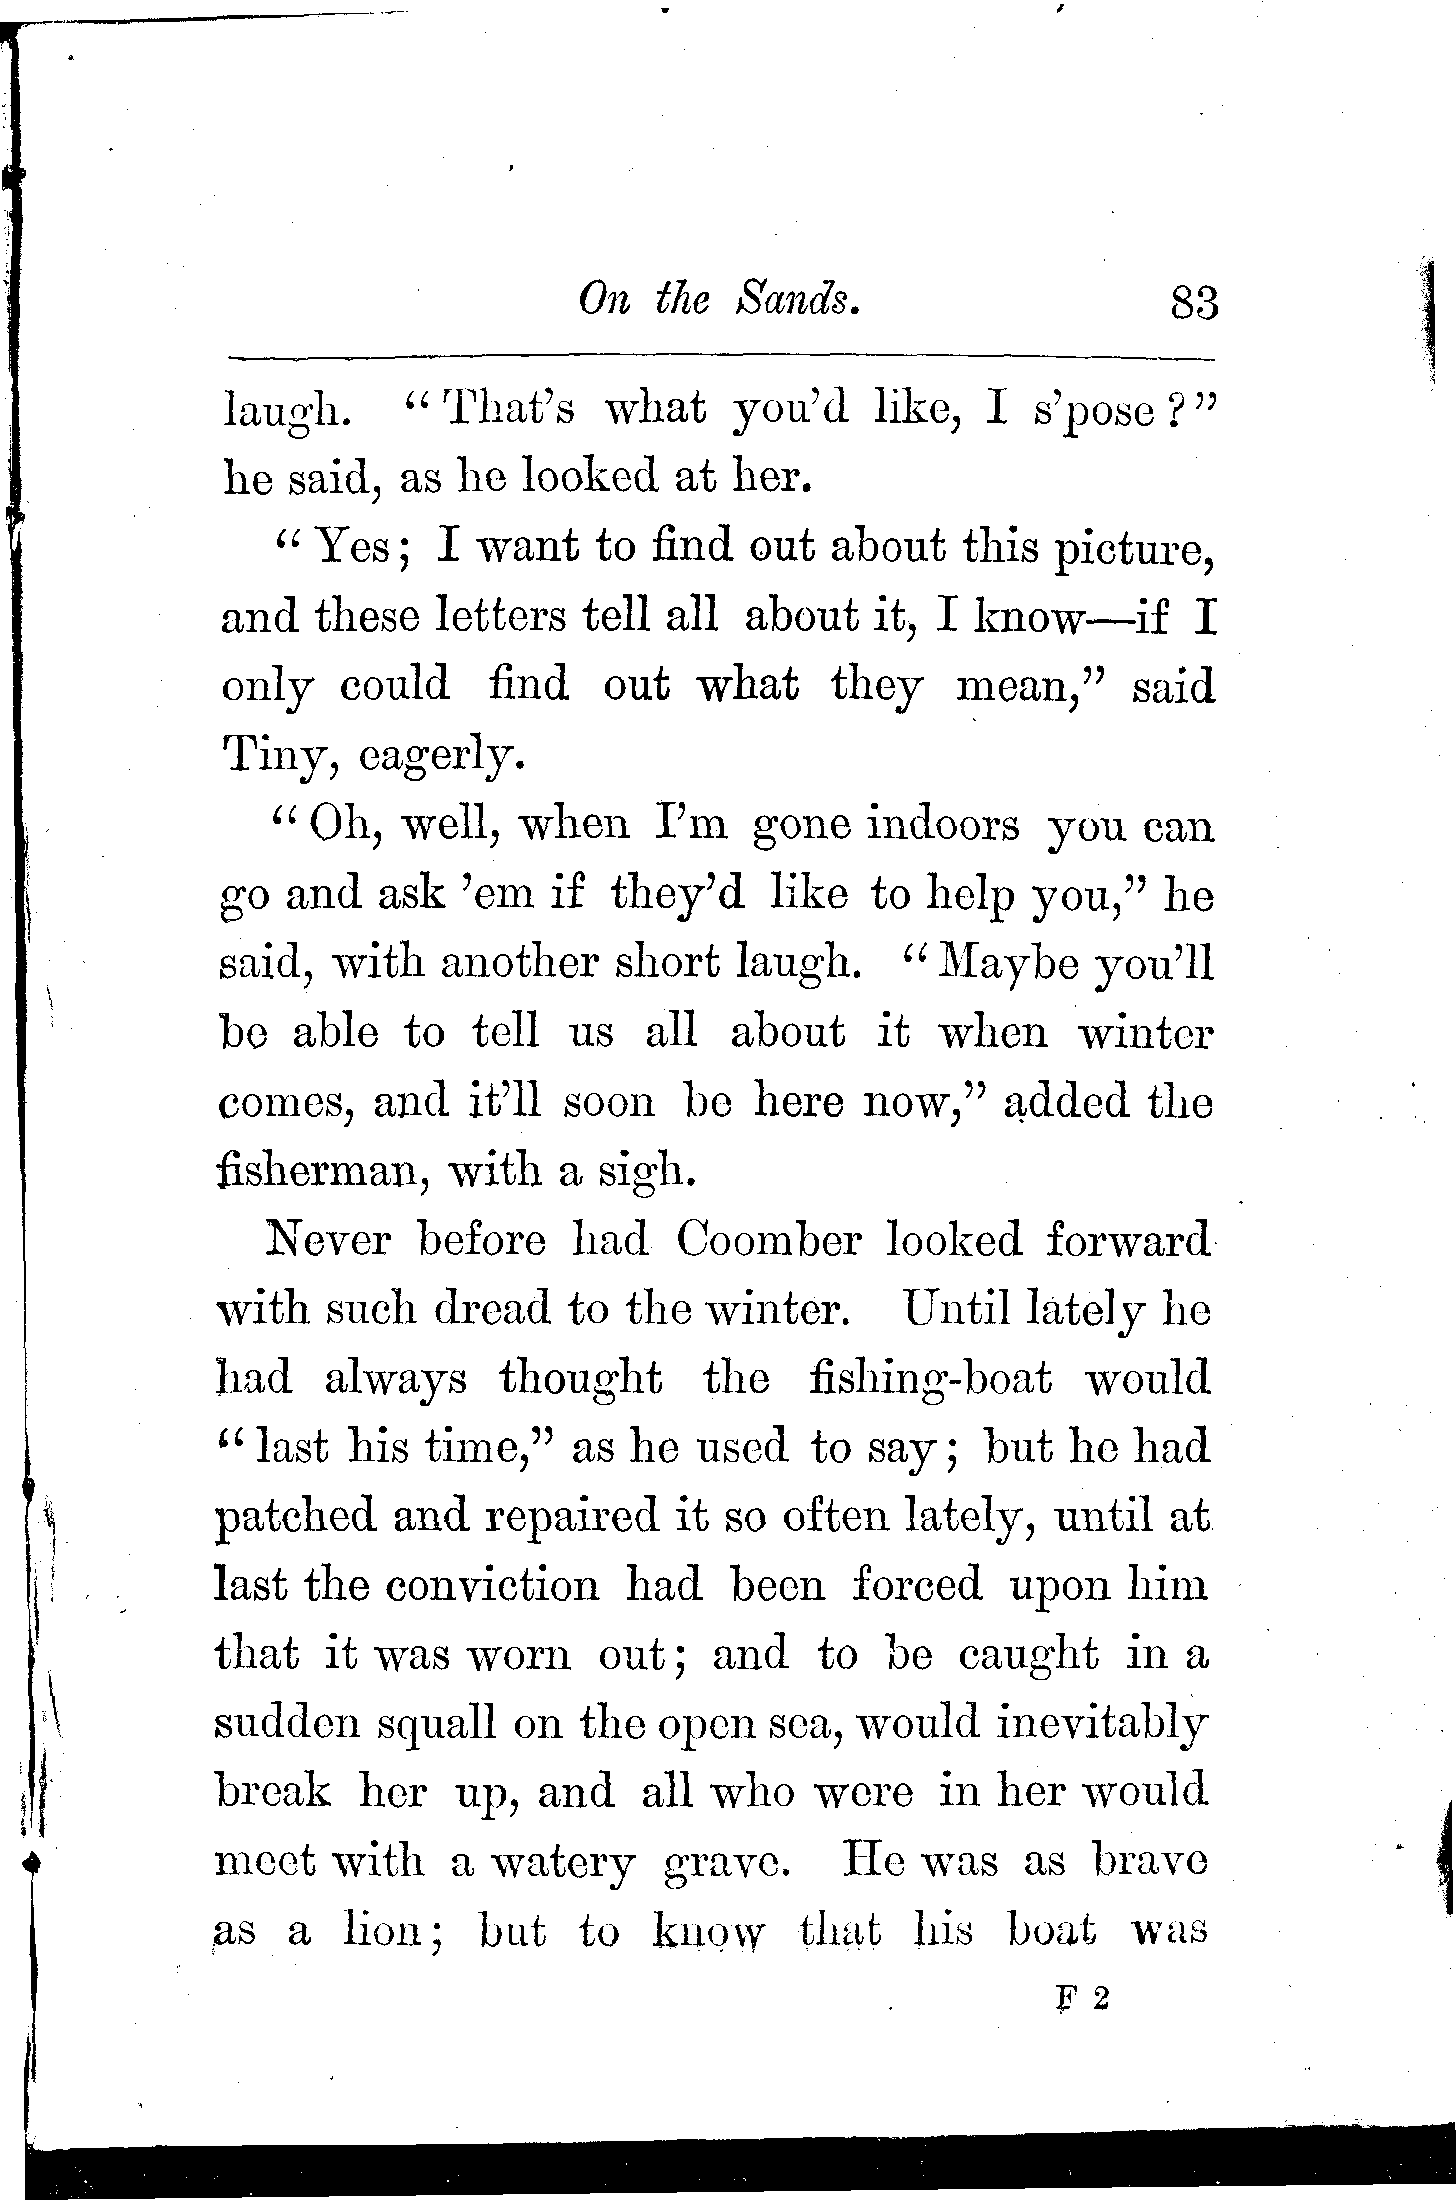 On the Sands. 83
laugh. "That's what you'd like, I s'pose?"
he said, as he looked at her.
"Yes; I want to find out about this picture,
and these letters tell all about it, I know—if I
only could find out what they mean," said
Tiny, eagerly.
"Oh, well, when I'm gone indoors you can
go and ask 'em if they'd like to help you," he
said, with another short laugh. "Maybe you'll
be able to tell us all about it when winter
comes, and it'll soon be here now," added the
fisherman, with a sigh.
Never before had Coomber looked forward
with such dread to the winter. Until lately he
had always thought the fishing-boat would
"last his time," as he used to say; but he had
patched and repaired it so often lately, until at
last the conviction had been forced upon him
that it was worn out; and to be caught in a
sudden squall on the open sea, would inevitably
break her up, and all who were in her would
meet with a watery grave. He was as brave
as a lion; but to know that his boat was
F 2